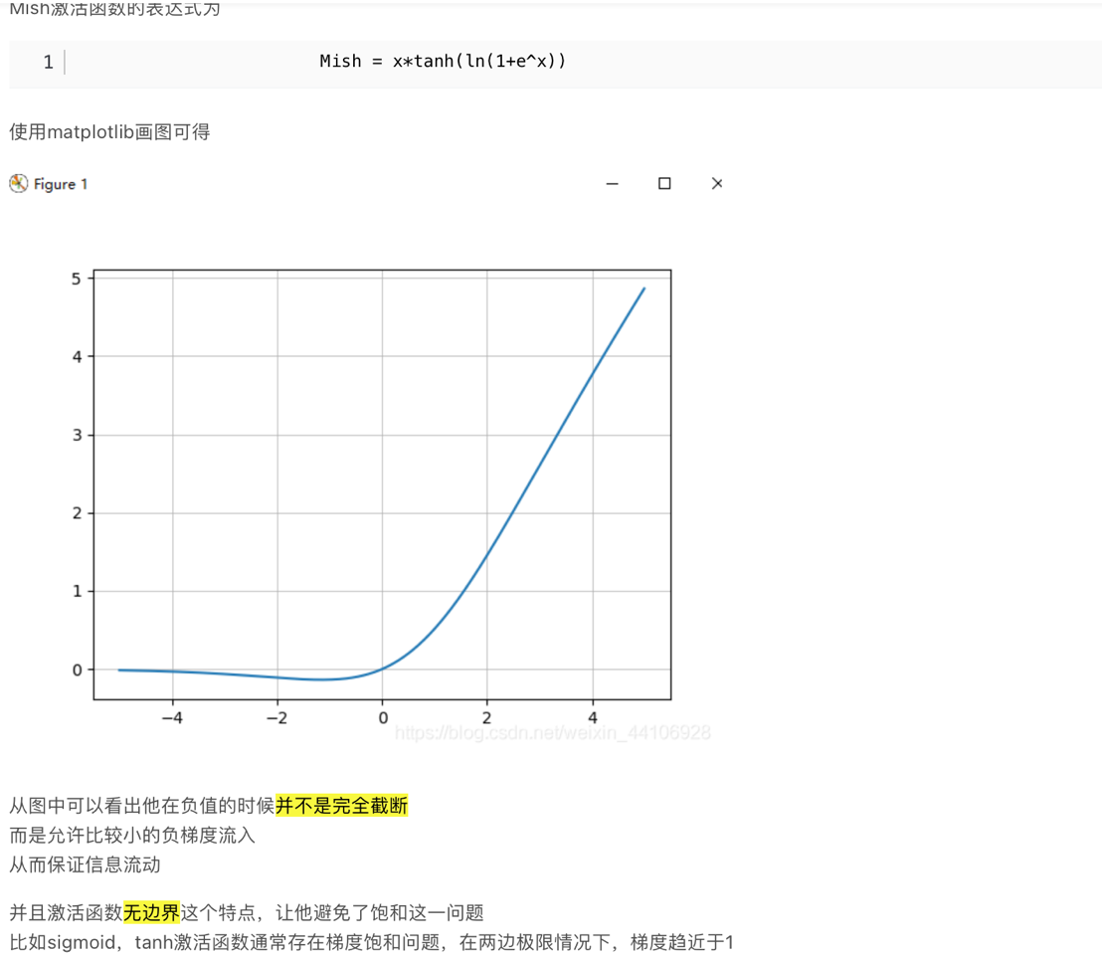 Mish激活函数的表达式为
1 Mish = x*tanh(ln(1+e^x))
使用matplotlib画图可得
Figure 1
5
4
3
2
1
0
−4 −2 0 2 4
https://blog.csdn.net/weixin_44106928
从图中可以看出他在负值的时候并不是完全截断
而是允许比较小的负梯度流入
从而保证信息流动
并且激活函数无边界这个特点，让他避免了饱和这一问题
比如sigmoid，tanh激活函数通常存在梯度饱和问题，在两边极限情况下，梯度趋近于1